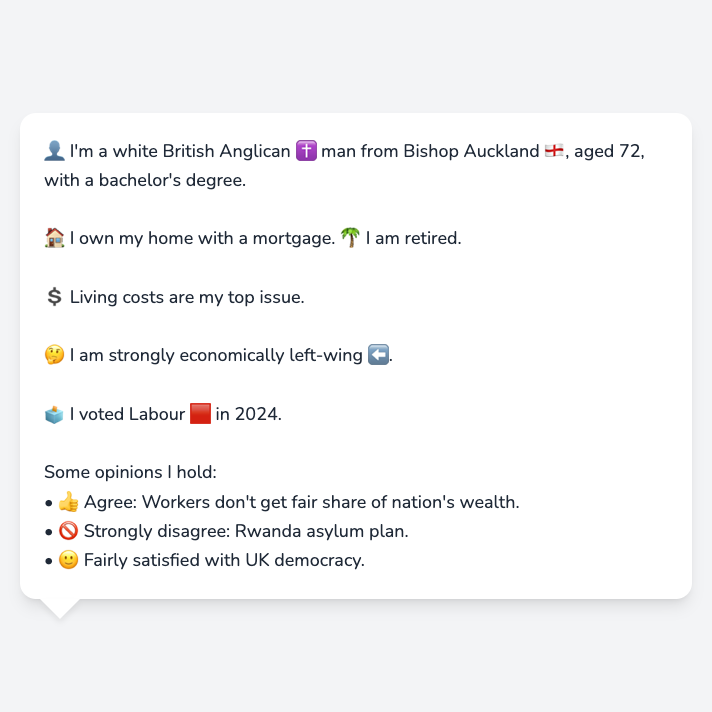 👤 I'm a white British Anglican ✝️ man from Bishop Auckland 🏴󠁧󠁢󠁥󠁮󠁧󠁿, aged 72,
with a bachelor's degree.
🏠 I own my home with a mortgage. 🌴 I am retired.
💲 Living costs are my top issue.
🤔 I am strongly economically left-wing ⬅️.
🗳️ I voted Labour 🟥 in 2024.
Some opinions I hold:
• 👍 Agree: Workers don't get fair share of nation's wealth.
• 🚫 Strongly disagree: Rwanda asylum plan.
• 🙂 Fairly satisfied with UK democracy.